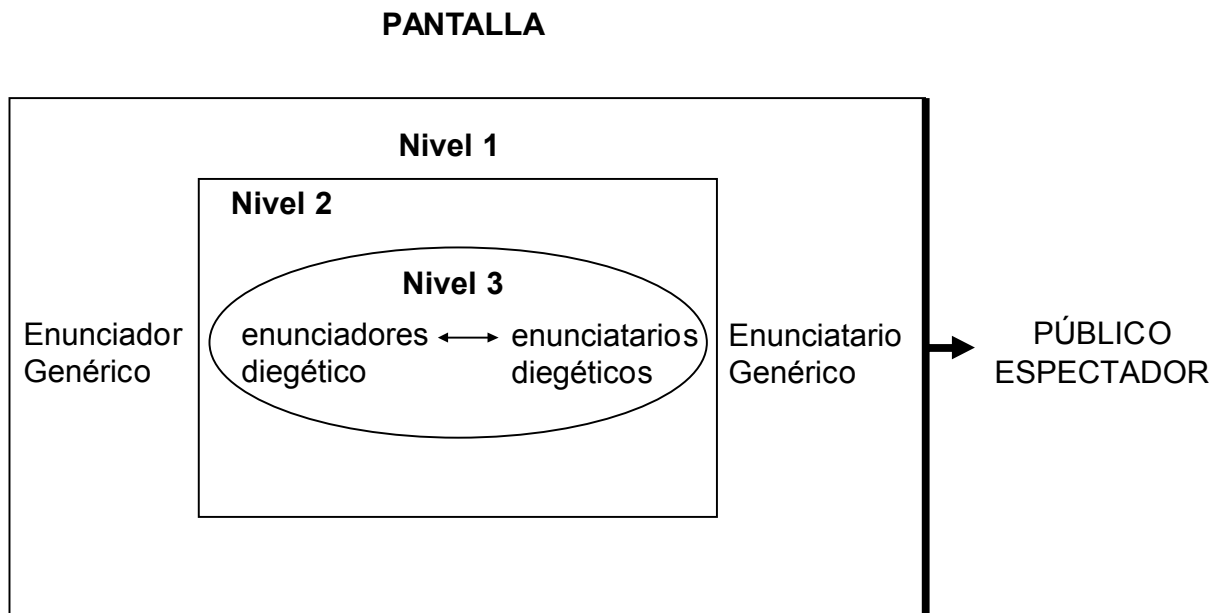 PANTALLA
Nivel 1
Nivel 2
Nivel 3
Enunciador
Genérico
enunciadores
diegético
enunciatarios
diegéticos
Enunciatario
Genérico
PÚBLICO
ESPECTADOR